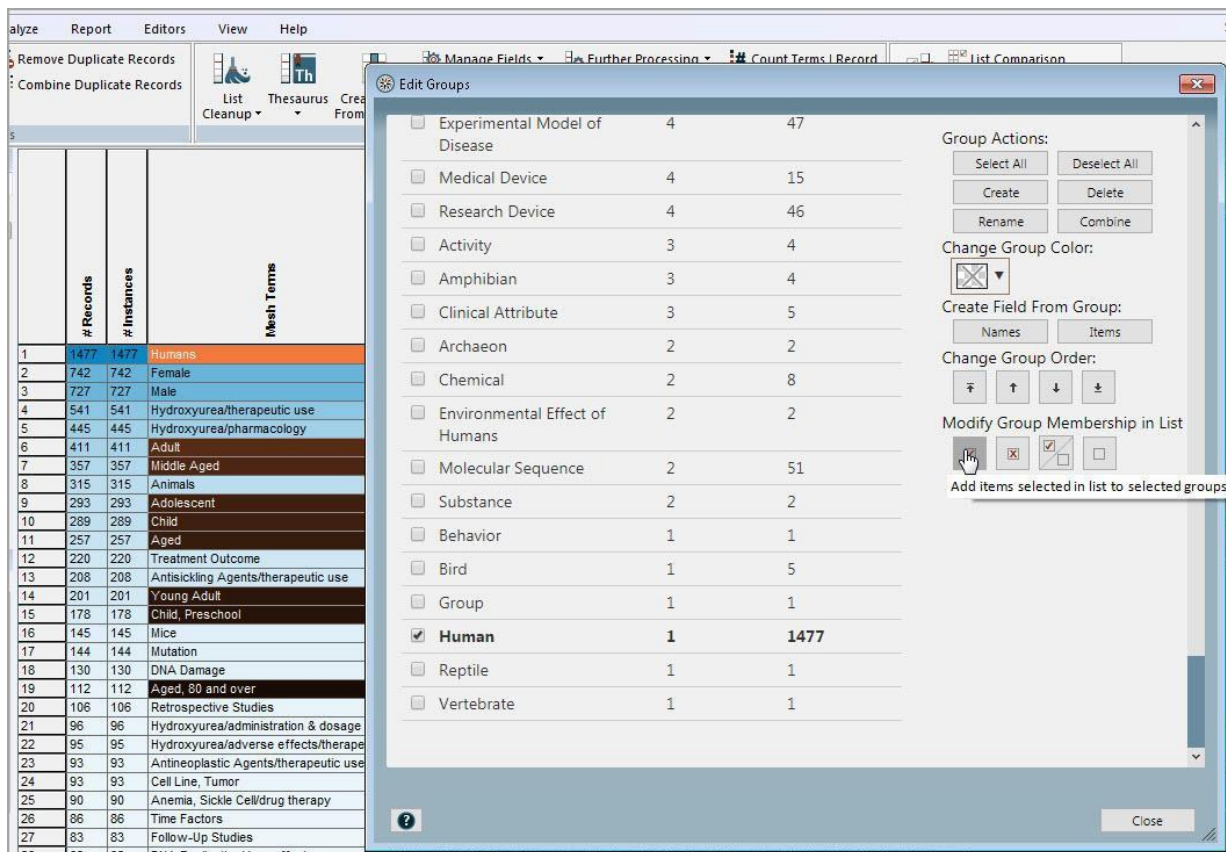 alyze Report Editors View Help
Remove Duplicate Records
Combine Duplicate Records
List Cleanup
Thesaurus
Crea
From
Manage Fields
Further Processing
Count Terms | Record
List Comparison
s
# Records # Instances Mesh Terms
1 1477 1477 Humans
2 742 742 Female
3 727 727 Male
4 541 541 Hydroxyurea/therapeutic use
5 445 445 Hydroxyurea/pharmacology
6 411 411 Adult
7 357 357 Middle Aged
8 315 315 Animals
9 293 293 Adolescent
10 289 289 Child
11 257 257 Aged
12 220 220 Treatment Outcome
13 208 208 Antisickling Agents/therapeutic use
14 201 201 Young Adult
15 178 178 Child, Preschool
16 145 145 Mice
17 144 144 Mutation
18 130 130 DNA Damage
19 112 112 Aged, 80 and over
20 106 106 Retrospective Studies
21 96 96 Hydroxyurea/administration & dosage
22 95 95 Hydroxyurea/adverse effects/therape
23 93 93 Antineoplastic Agents/therapeutic use
24 93 93 Cell Line, Tumor
25 90 90 Anemia, Sickle Cell/drug therapy
26 86 86 Time Factors
27 83 83 Follow-Up Studies
Edit Groups
Experimental Model of 4 47
Disease
Medical Device 4 15
Research Device 4 46
Activity 3 4
Amphibian 3 4
Clinical Attribute 3 5
Archaeon 2 2
Chemical 2 8
Environmental Effect of 2 2
Humans
Molecular Sequence 2 51
Substance 2 2
Behavior 1 1
Bird 1 5
Group 1 1
Human 1 1477
Reptile 1 1
Vertebrate 1 1
Group Actions:
Select All Deselect All
Create Delete
Rename Combine
Change Group Color:
Create Field From Group:
Names Items
Change Group Order:
Modify Group Membership in List
Add items selected in list to selected groups
Close